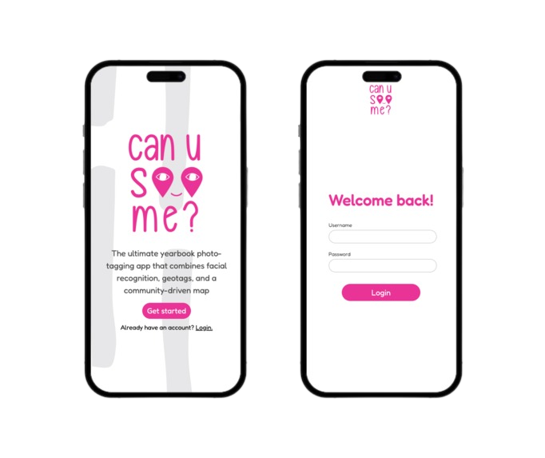 can u
s
me?
The ultimate yearbook photo-
tagging app that combines facial
recognition, geotags, and a
community-driven map
Get started
Already have an account? Login.
can u
s
me?
Welcome back!
Username
Password
Login